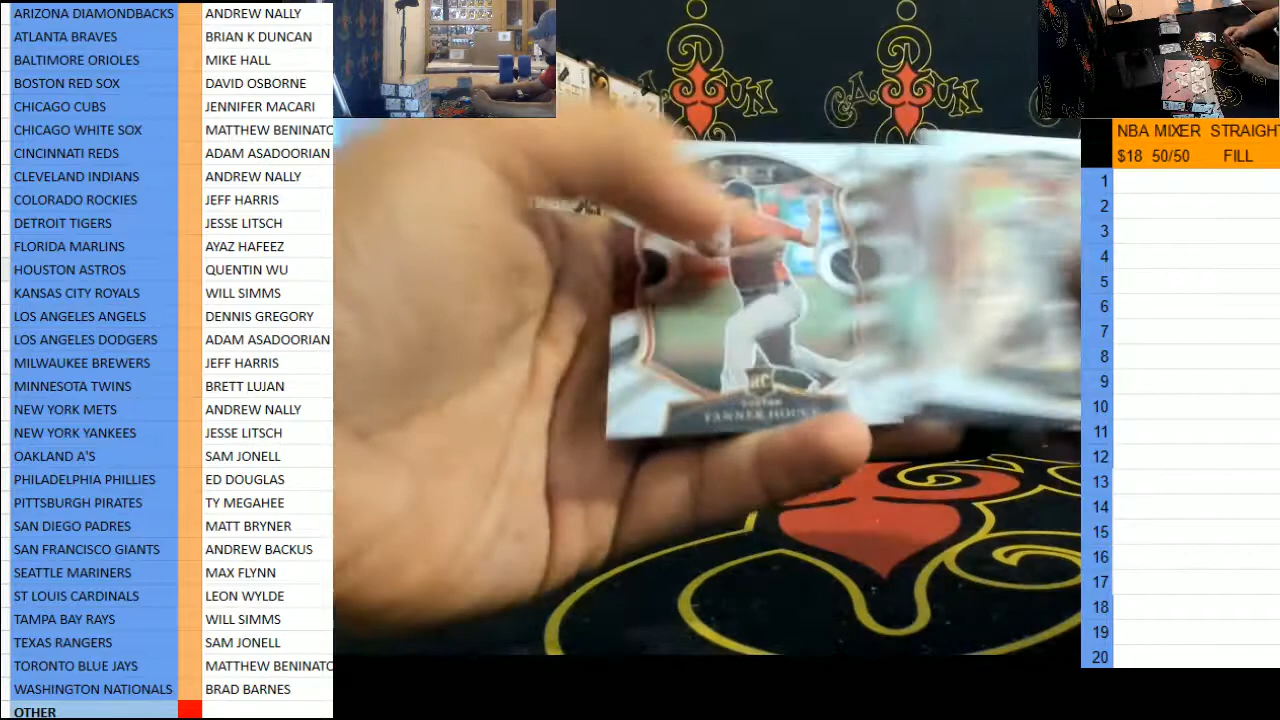 ARIZONA DIAMONDBACKS ANDREW NALLY
ATLANTA BRAVES BRIAN K DUNCAN
BALTIMORE ORIOLES MIKE HALL
BOSTON RED SOX DAVID OSBORNE
CHICAGO CUBS JENNIFER MACARI
CHICAGO WHITE SOX MATTHEW BENINATO
CINCINNATI REDS ADAM ASADOORIAN
CLEVELAND INDIANS ANDREW NALLY
COLORADO ROCKIES JEFF HARRIS
DETROIT TIGERS JESSE LITSCH
FLORIDA MARLINS AYAZ HAFEEZ
HOUSTON ASTROS QUENTIN WU
KANSAS CITY ROYALS WILL SIMMS
LOS ANGELES ANGELS DENNIS GREGORY
LOS ANGELES DODGERS ADAM ASADOORIAN
MILWAUKEE BREWERS JEFF HARRIS
MINNESOTA TWINS BRETT LUJAN
NEW YORK METS ANDREW NALLY
NEW YORK YANKEES JESSE LITSCH
OAKLAND A'S SAM JONELL
PHILADELPHIA PHILLIES ED DOUGLAS
PITTSBURGH PIRATES TY MEGAHEE
SAN DIEGO PADRES MATT BRYNER
SAN FRANCISCO GIANTS ANDREW BACKUS
SEATTLE MARINERS MAX FLYNN
ST LOUIS CARDINALS LEON WYLDE
TAMPA BAY RAYS WILL SIMMS
TEXAS RANGERS SAM JONELL
TORONTO BLUE JAYS MATTHEW BENINATO
WASHINGTON NATIONALS BRAD BARNES
OTHER
RC
NBA MIXER STRAIGHT
$18 50/50 FILL
1
2
3
4
5
6
7
8
9
10
11
12
13
14
15
16
17
18
19
20